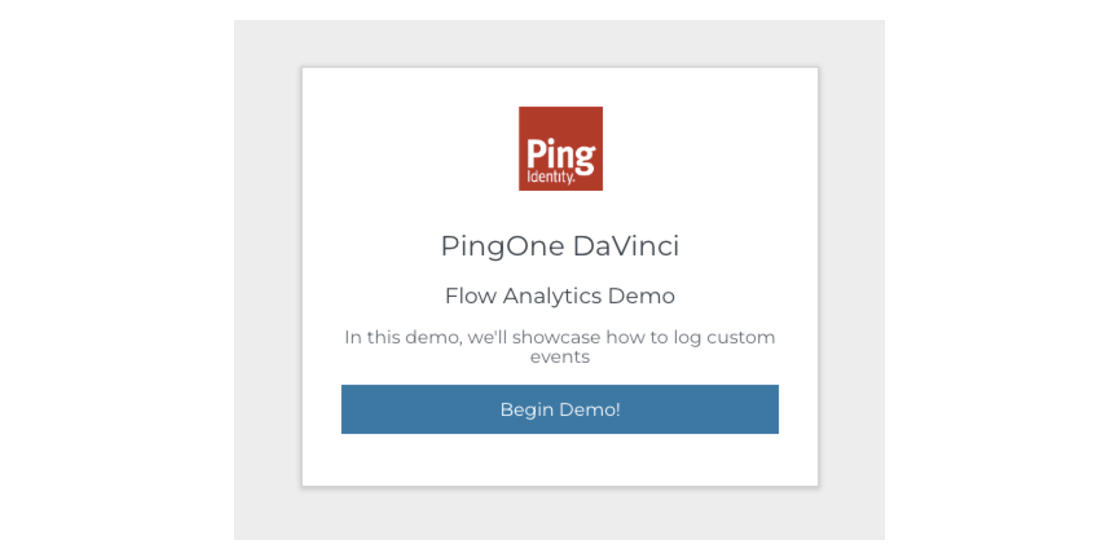 Ping
Identity.
PingOne DaVinci
Flow Analytics Demo
In this demo, we'll showcase how to log custom
events
Begin Demo!